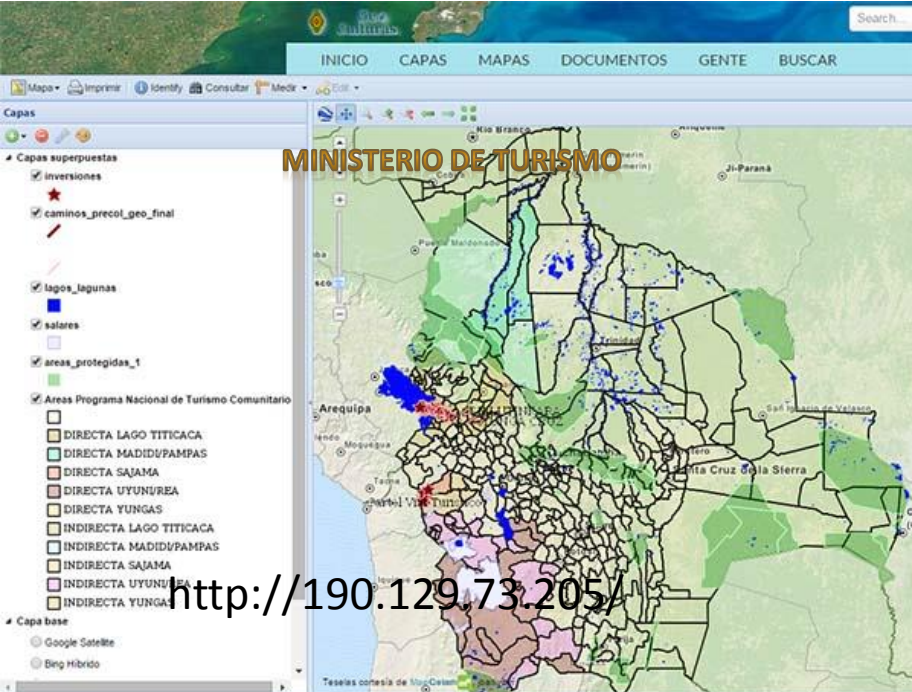 Geo
Culturas
Search...
INICIO CAPAS MAPAS DOCUMENTOS GENTE BUSCAR
Mapa Imprimir Identify Consultar Medir Edit
Capas
Capas superpuestas
inversiones
caminos_precol_geo_final
lagos_lagunas
salares
areas_protegidas_1
Areas Programa Nacional de Turismo Comunitario
DIRECTA LAGO TITICACA
DIRECTA MADIDI/PAMPAS
DIRECTA SAJAMA
DIRECTA UYUNI/REA
DIRECTA YUNGAS
INDIRECTA LAGO TITICACA
INDIRECTA MADIDI/PAMPAS
INDIRECTA SAJAMA
INDIRECTA UYUNI/REA
INDIRECTA YUNGAS
Capa base
Google Satellite
Bing Híbrido
MINISTERIO DE TURISMO
Rio Branco
Ji-Paraná
Puerto Maldonado
Trinidad
Arequipa
Moquegua
San Ignacio de Velasco
Santa Cruz de la Sierra
Tacna
http://190.129.73.205/
Teselas cortesía de MapQuest